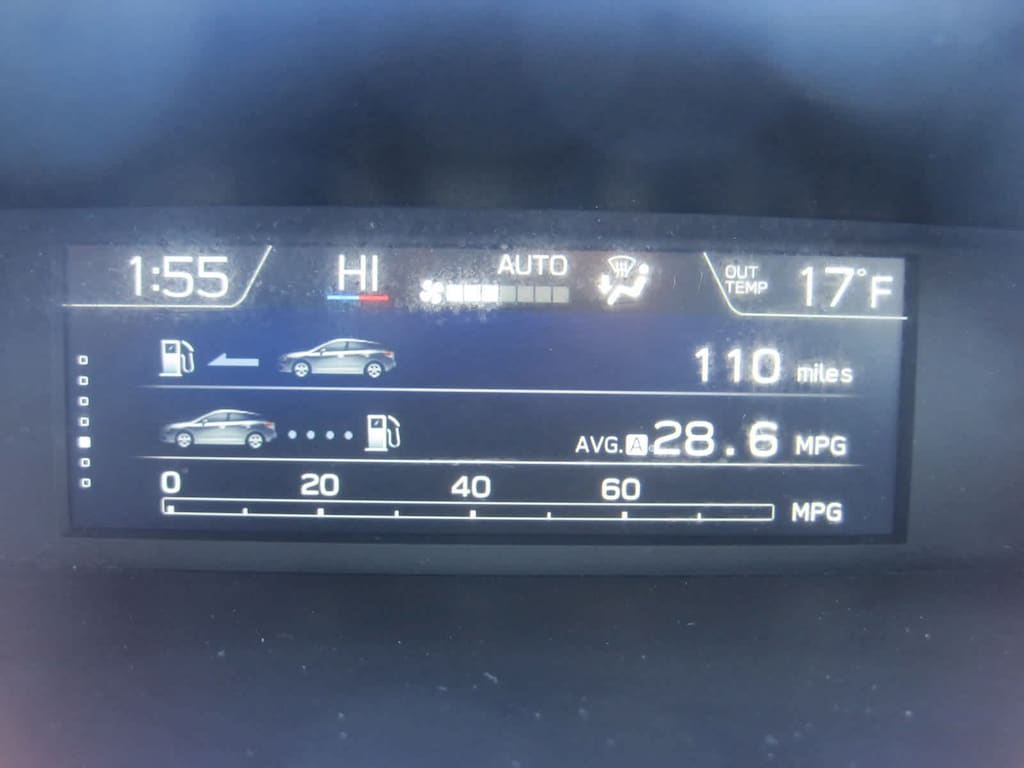 1:55 HI AUTO OUT TEMP 17°F
110 miles
AVG. A 28.6 MPG
0 20 40 60
MPG